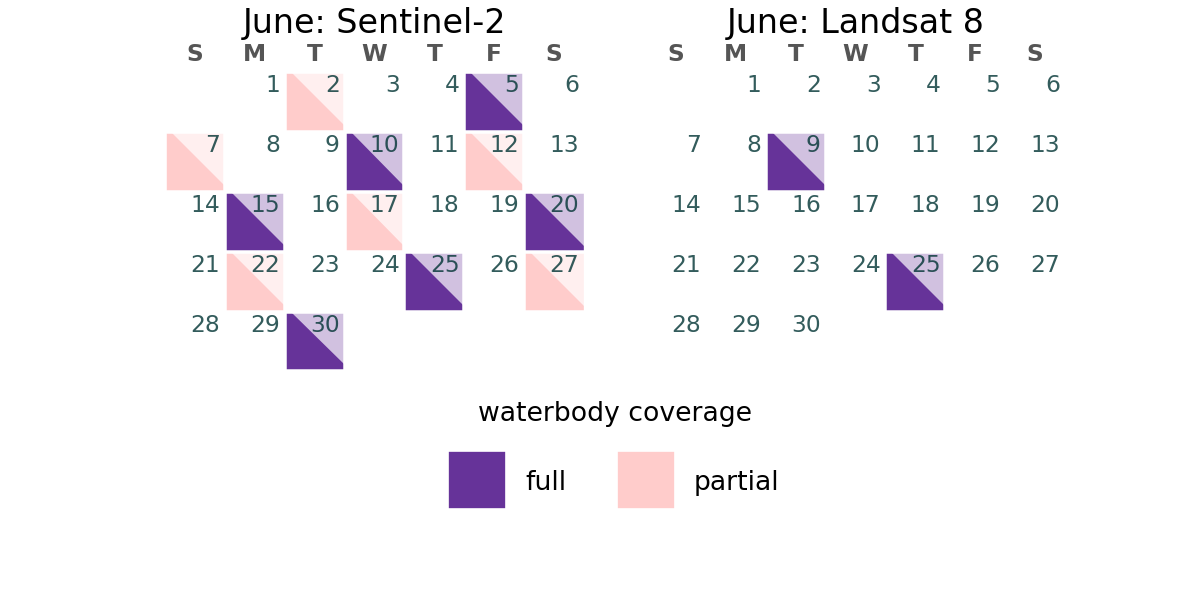 June: Sentinel-2
S M T W T F S
1 2 3 4 5 6
7 8 9 10 11 12 13
14 15 16 17 18 19 20
21 22 23 24 25 26 27
28 29 30
June: Landsat 8
S M T W T F S
1 2 3 4 5 6
7 8 9 10 11 12 13
14 15 16 17 18 19 20
21 22 23 24 25 26 27
28 29 30
waterbody coverage
full partial